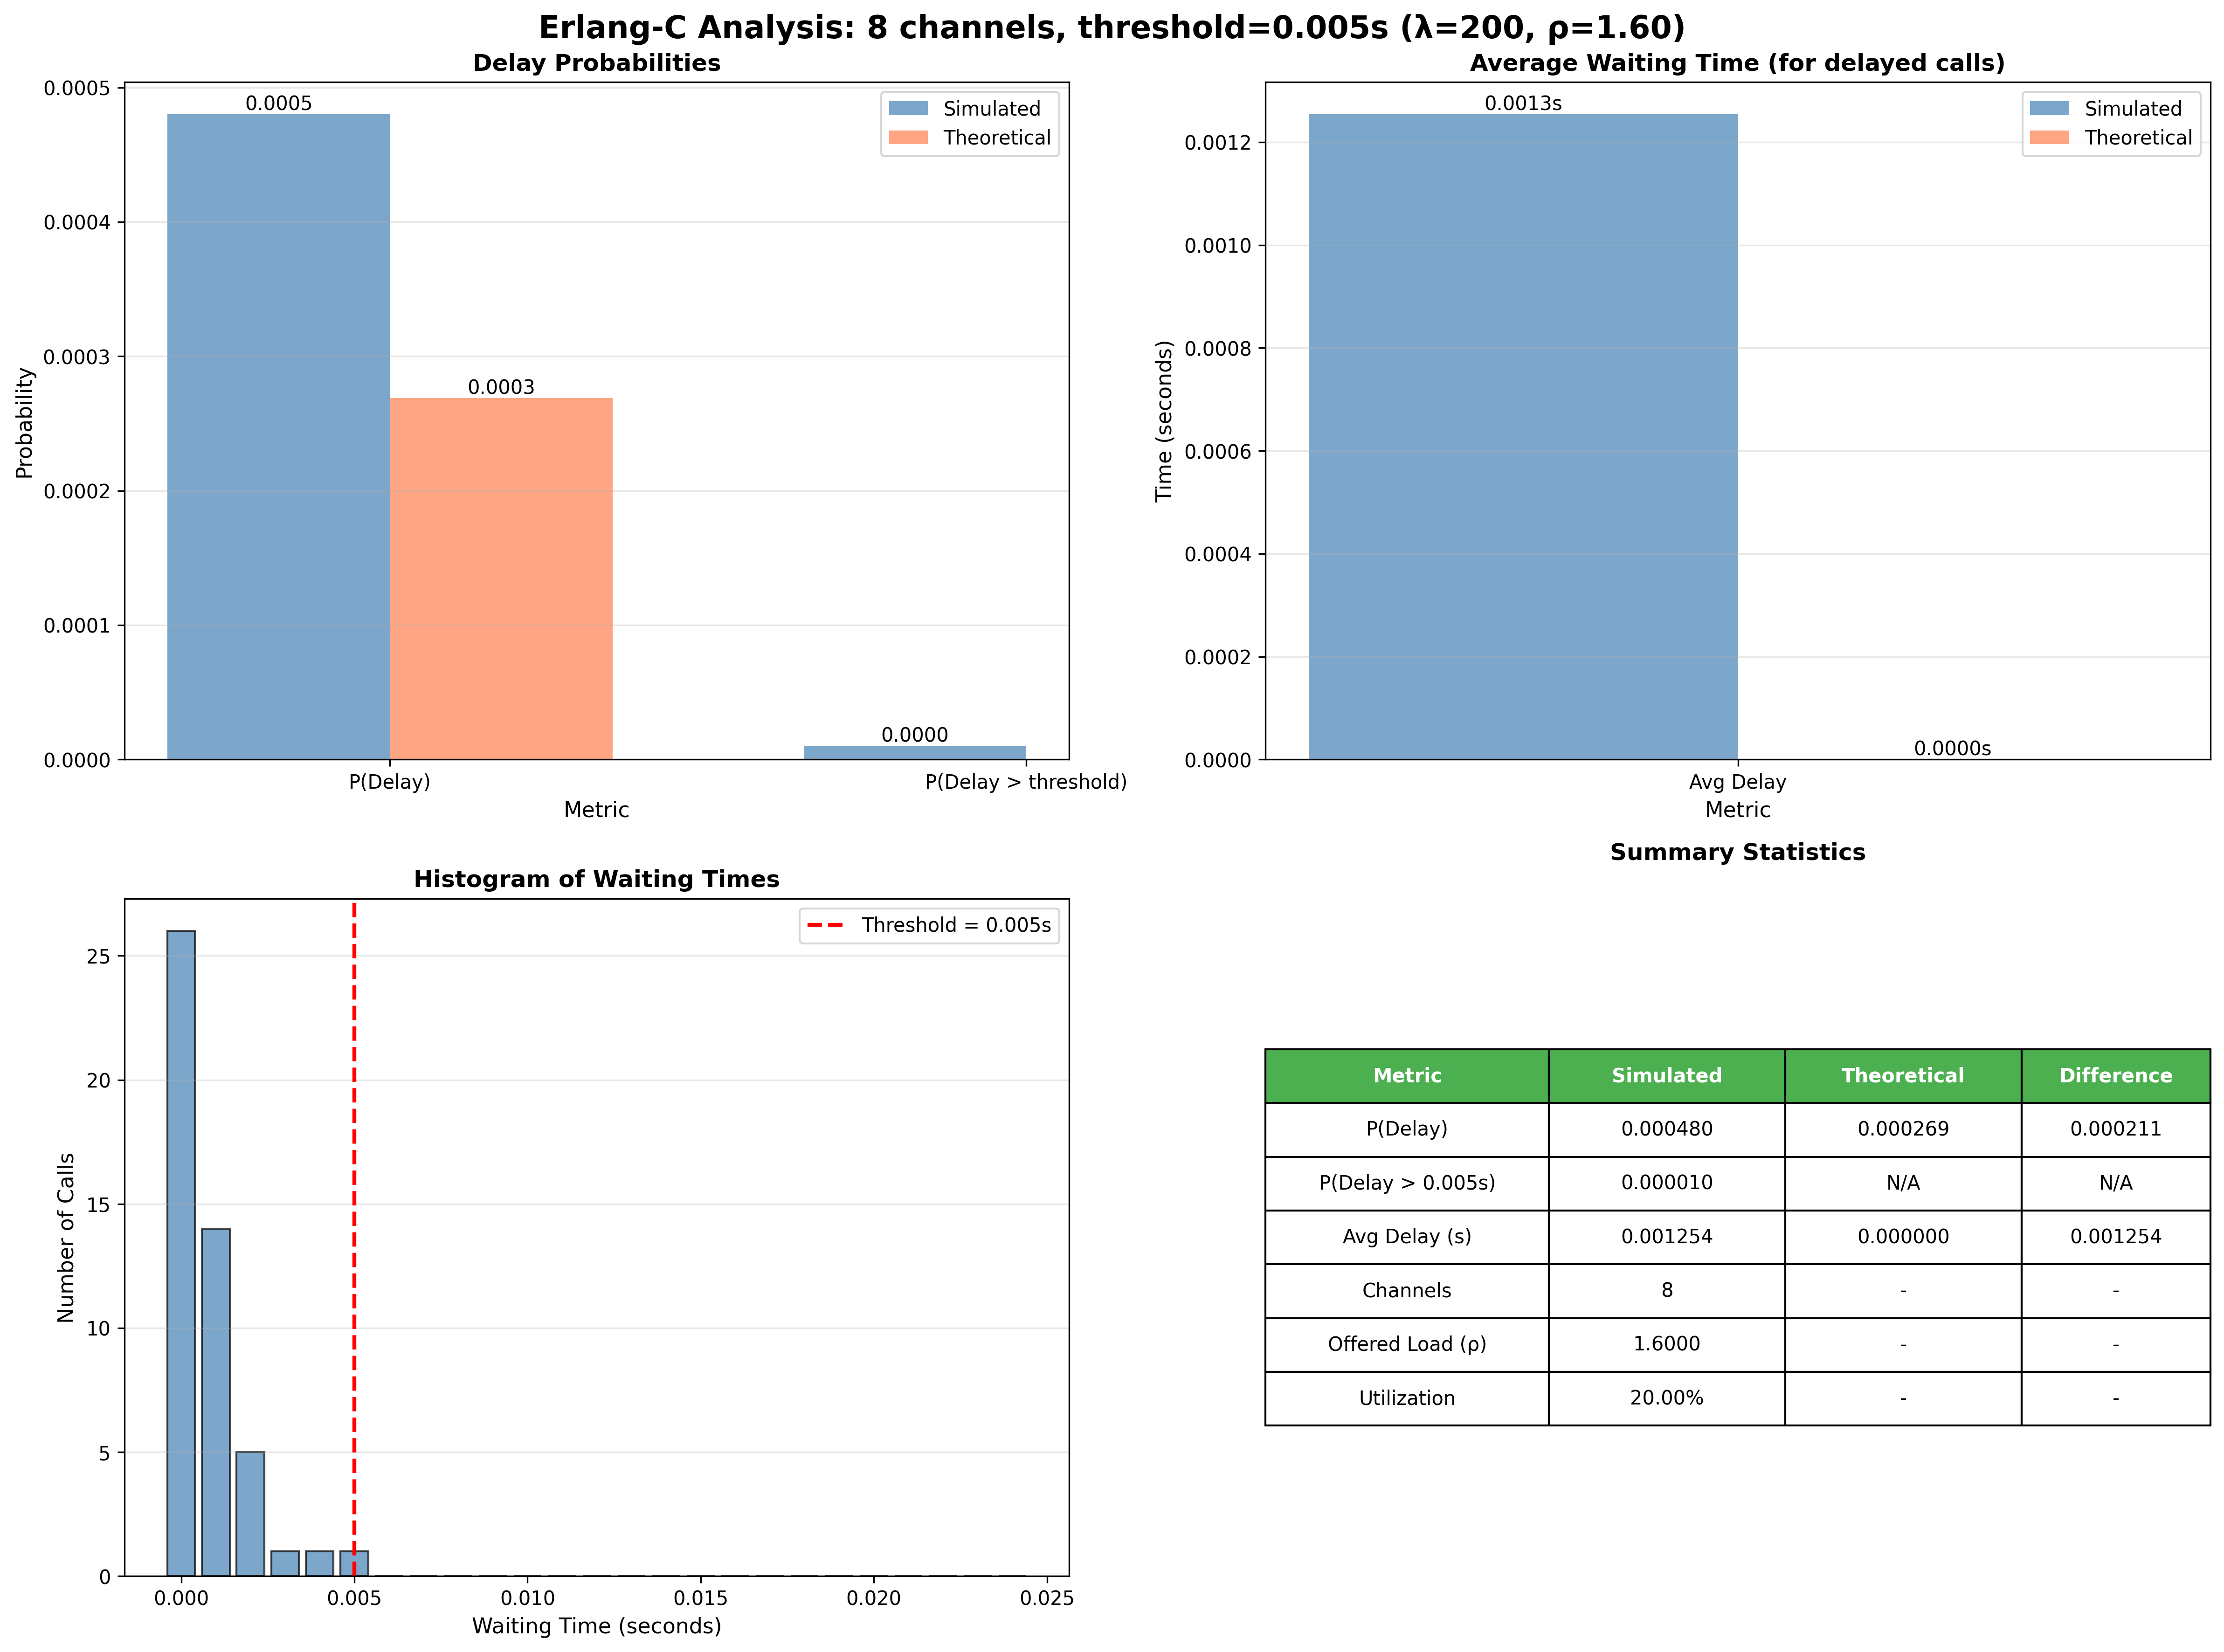 Erlang-C Analysis: 8 channels, threshold=0.005s (λ=200, ρ=1.60)
Delay Probabilities
0.0005
0.0004
0.0003
0.0002
0.0001
0.0000
Probability
0.0005
0.0003
0.0000
Simulated
Theoretical
P(Delay)
P(Delay > threshold)
Metric
Average Waiting Time (for delayed calls)
0.0012
0.0010
0.0008
0.0006
0.0004
0.0002
0.0000
Time (seconds)
0.0013s
0.0000s
Simulated
Theoretical
Avg Delay
Metric
Histogram of Waiting Times
25
20
15
10
5
0
Number of Calls
Threshold = 0.005s
0.000 0.005 0.010 0.015 0.020 0.025
Waiting Time (seconds)
Summary Statistics
Metric Simulated Theoretical Difference
P(Delay) 0.000480 0.000269 0.000211
P(Delay > 0.005s) 0.000010 N/A N/A
Avg Delay (s) 0.001254 0.000000 0.001254
Channels 8 - -
Offered Load (ρ) 1.6000 - -
Utilization 20.00% - -